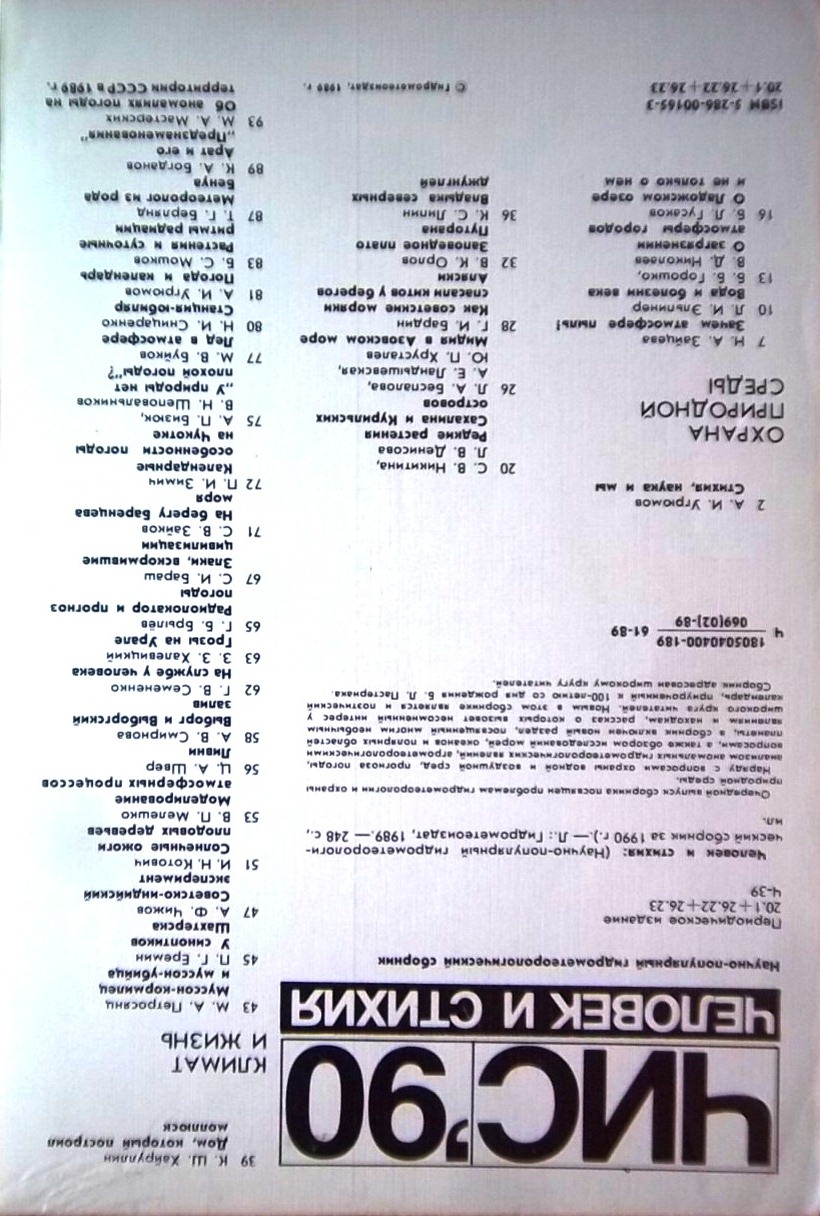 ЧИС'90
ЧЕЛОВЕК И СТИХИЯ
Научно-популярный гидрометеорологический сборник
Периодическое издание
20.1+26.22+26.23
Ч-39
Человек и стихия: (Научно-популярный гидрометеорологи-
ческий сборник за 1990 г.).— Л.: Гидрометеоиздат, 1989.— 248 с.,
ил.
Очередной выпуск сборника посвящен проблемам гидрометеорологии и охраны
природной среды.
Наряду с вопросами охраны водной и воздушной сред, прогноза погоды,
анализом аномальных гидрометеорологических явлений, агрометеорологическими
вопросами, а также обзором исследований морей, океанов и полярных областей
планеты, в сборник включен новый раздел, посвященный многим необычным
явлениям и находкам, рассказ о которых вызовет несомненный интерес у
широкого круга читателей. Новым в этом сборнике является и поэтический
календарь, приуроченный к 100-летию со дня рождения Б. Л. Пастернака.
Сборник адресован широкому кругу читателей.
Ч 1805040400-189 61-89
069(02)-89
2 А. И. Угрюмов
Стихия, наука и мы
ОХРАНА
ПРИРОДНОЙ
СРЕДЫ
7 Н. А. Зайцева
Зачем атмосфере пыль?
10 Л. И. Эльпинер
Вода и болезни века
13 Б. Б. Горошко,
В. Д. Николаев
О загрязнении
атмосферы городов
16 Б. Л. Гусаков
О Ладожском озере
и не только о нем
ISBN 5-286-00165-3
20.1+26.22+26.23
20 С. В. Никитина,
Л. В. Денисова
Редкие растения
Сахалина и Курильских
островов
26 Л. А. Беспалова,
А. Е. Ландышевская,
Ю. П. Хрусталев
Мидия в Азовском море
28 Г. И. Бардин
Как советские моряки
спасали китов у берегов
Аляски
32 В. К. Орлов
Заповедное плато
Путорана
36 К. С. Лилин
Владыка северных
джунглей
© Гидрометеоиздат, 1989 г.
39 К. Ш. Хайруллин
Дом, который построил
моллюск
КЛИМАТ
И ЖИЗНЬ
43 М. А. Петросянц
Муссон-кормилец
и муссон-убийца
45 П. Г. Еремин
У синоптиков
Шахтерска
47 А. Ф. Чижов
Советско-индийский
эксперимент
51 И. Н. Котович
Солнечные ожоги
плодовых деревьев
53 В. П. Мелешко
Моделирование
атмосферных процессов
56 Ц. А. Швер
Ливни
58 А. В. Смирнова
Выборг и Выборгский
залив
62 Г. В. Семененко
На службе у человека
63 З. З. Халевицкий
Грозы на Урале
65 Г. Б. Брылев
Радиолокатор и прогноз
погоды
67 С. И. Бараш
Злаки, вскормившие
цивилизации
71 С. В. Зайков
На берегу Баренцева
моря
72 П. И. Зимич
Календарные
особенности погоды
на Чукотке
75 А. П. Бизюк,
В. Н. Шеповальников
„У природы нет
плохой погоды“?
77 М. В. Буйков
Лед в атмосфере
80 Н. И. Снищаренко
Станция-юбиляр
81 А. И. Угрюмов
Погода и календарь
83 Б. С. Мошков
Растения и суточные
ритмы радиации
87 Т. Г. Берлянд
Метеоролог из рода
Бенуа
89 К. А. Богданов
Арат и его
„Предзнаменования“
93 М. А. Мастерских
Об аномалиях погоды на
территории СССР в 1989 г.